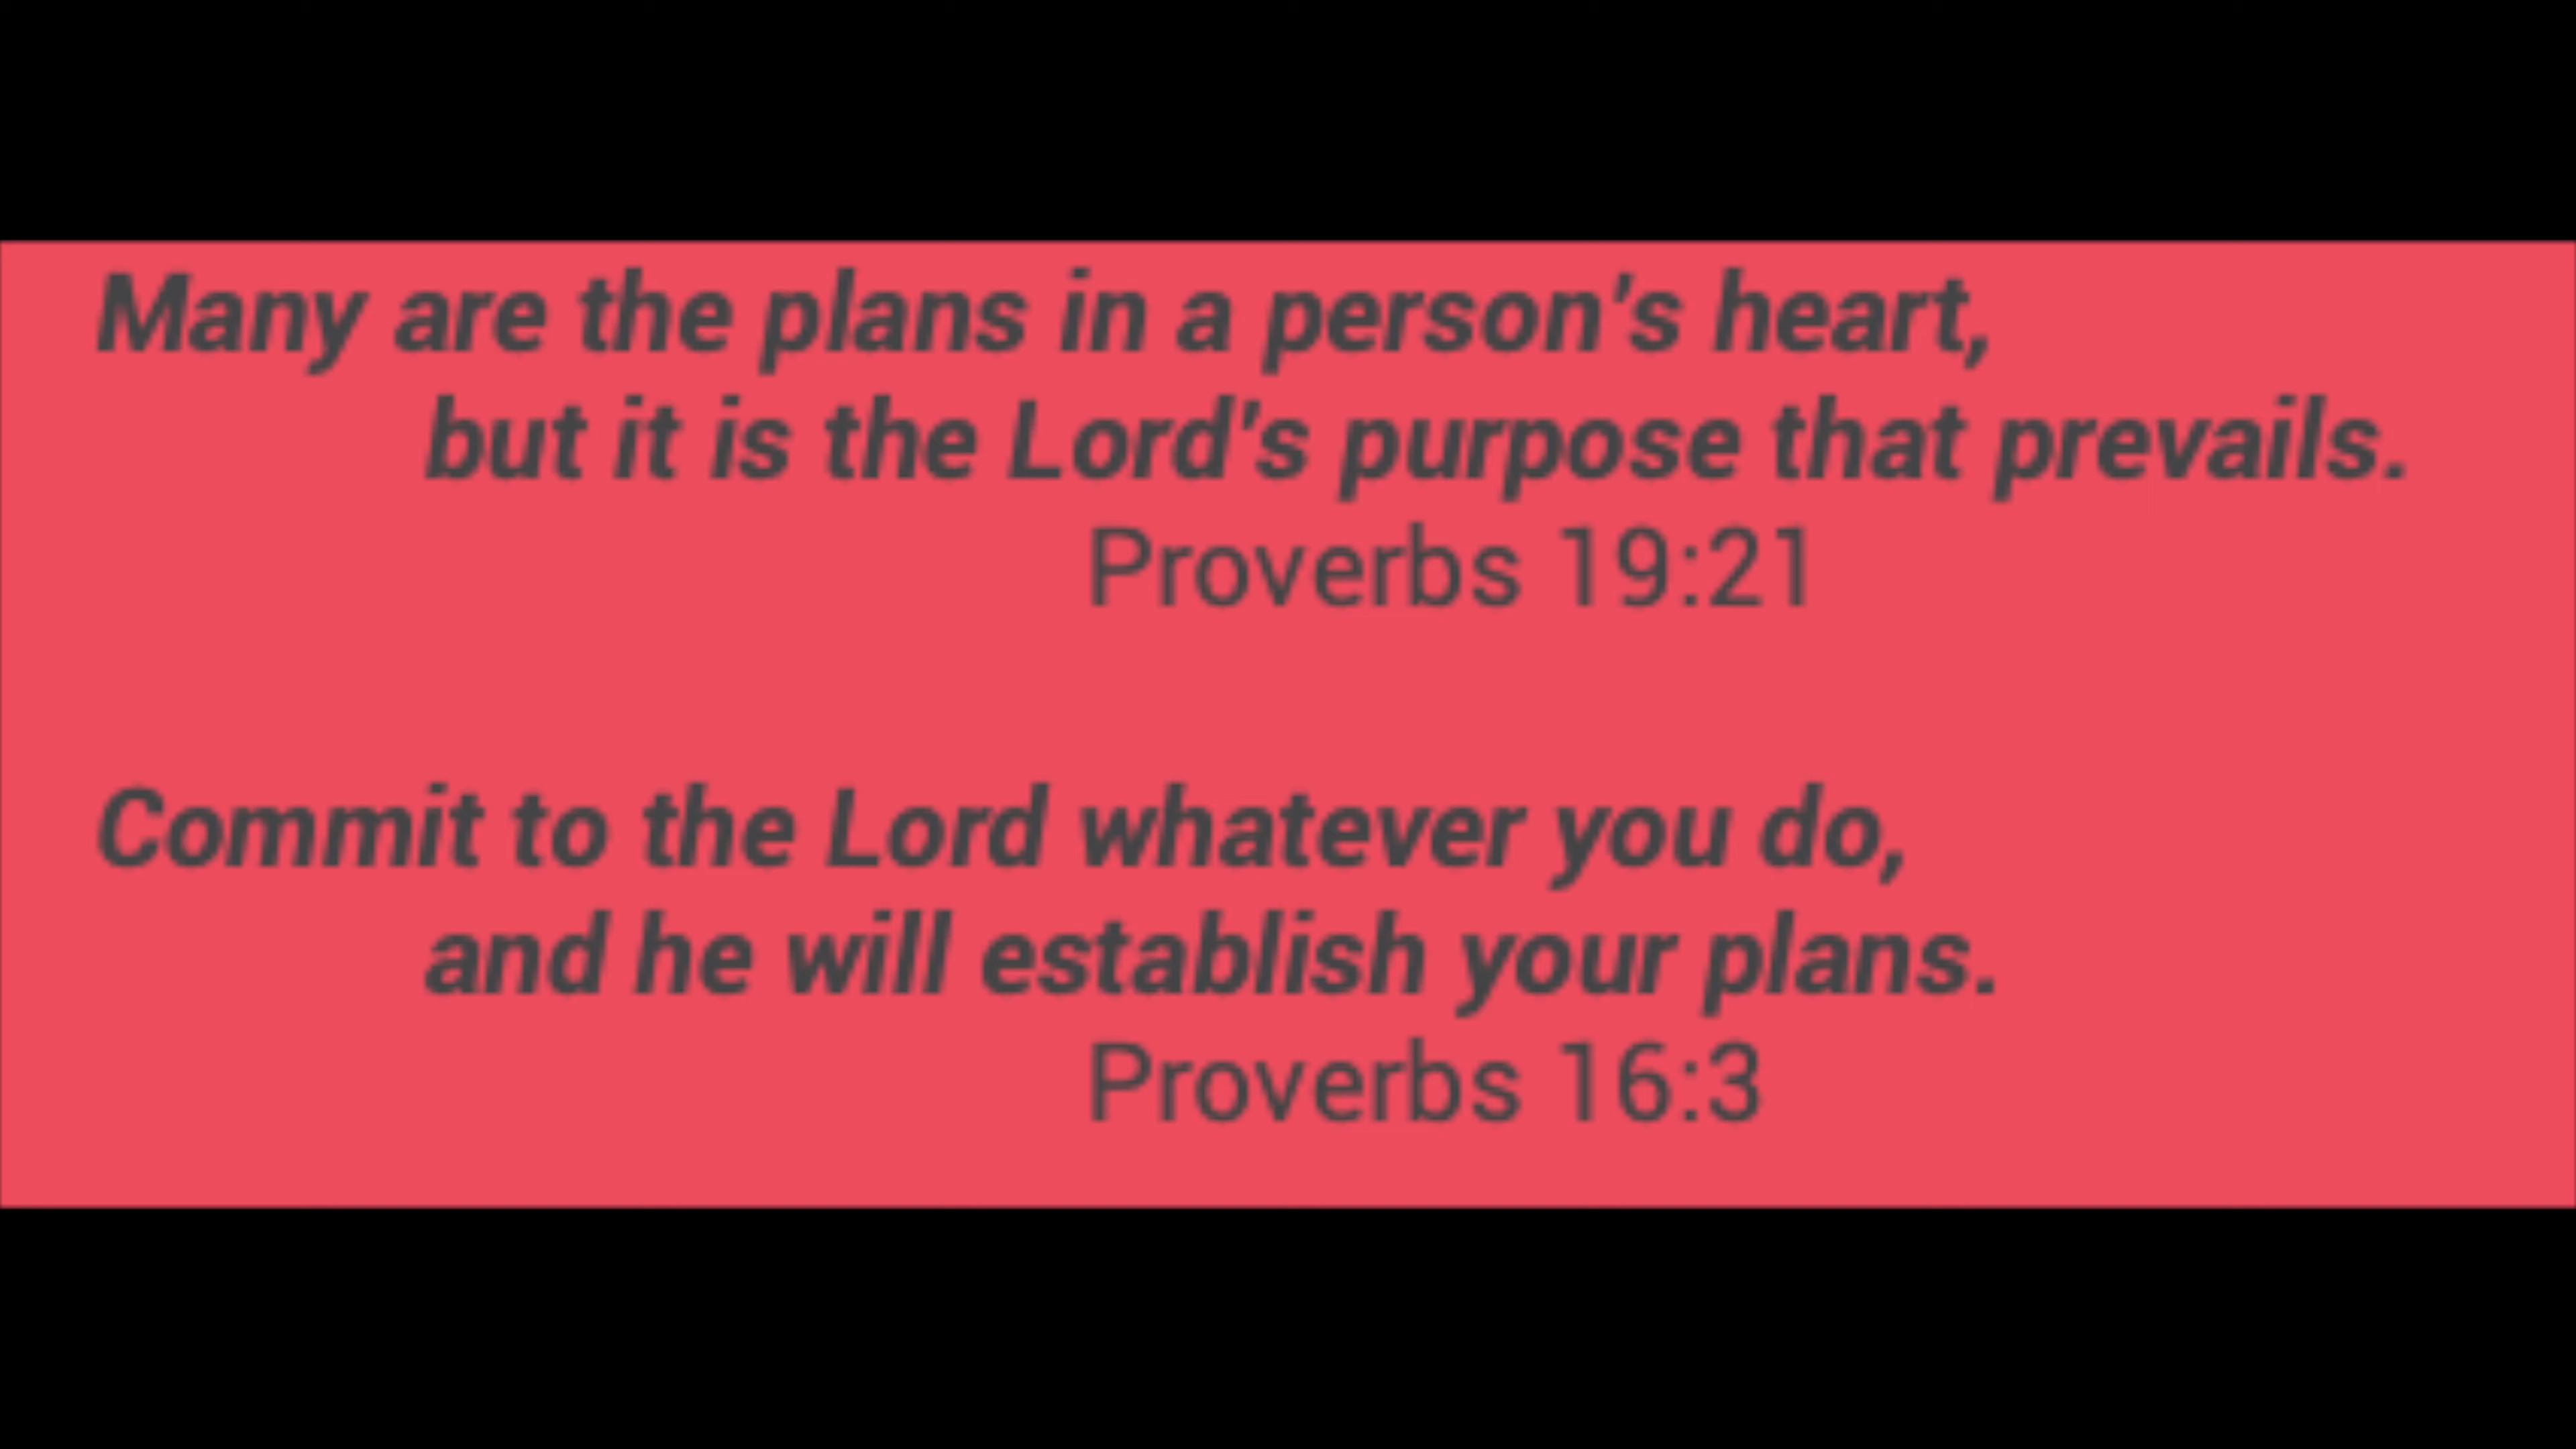 Many are the plans in a person's heart,
but it is the Lord's purpose that prevails.
Proverbs 19:21
Commit to the Lord whatever you do,
and he will establish your plans.
Proverbs 16:3